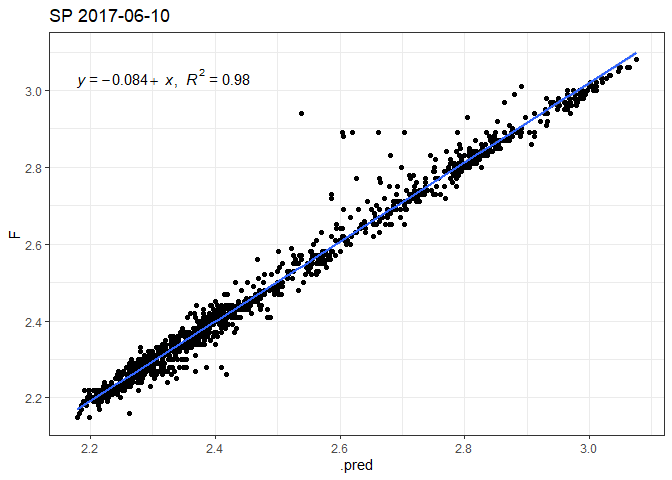 SP 2017-06-10
y = −0.084 + x, R² = 0.98
3.0
2.8
2.6
2.4
2.2
F
2.2 2.4 2.6 2.8 3.0
.pred